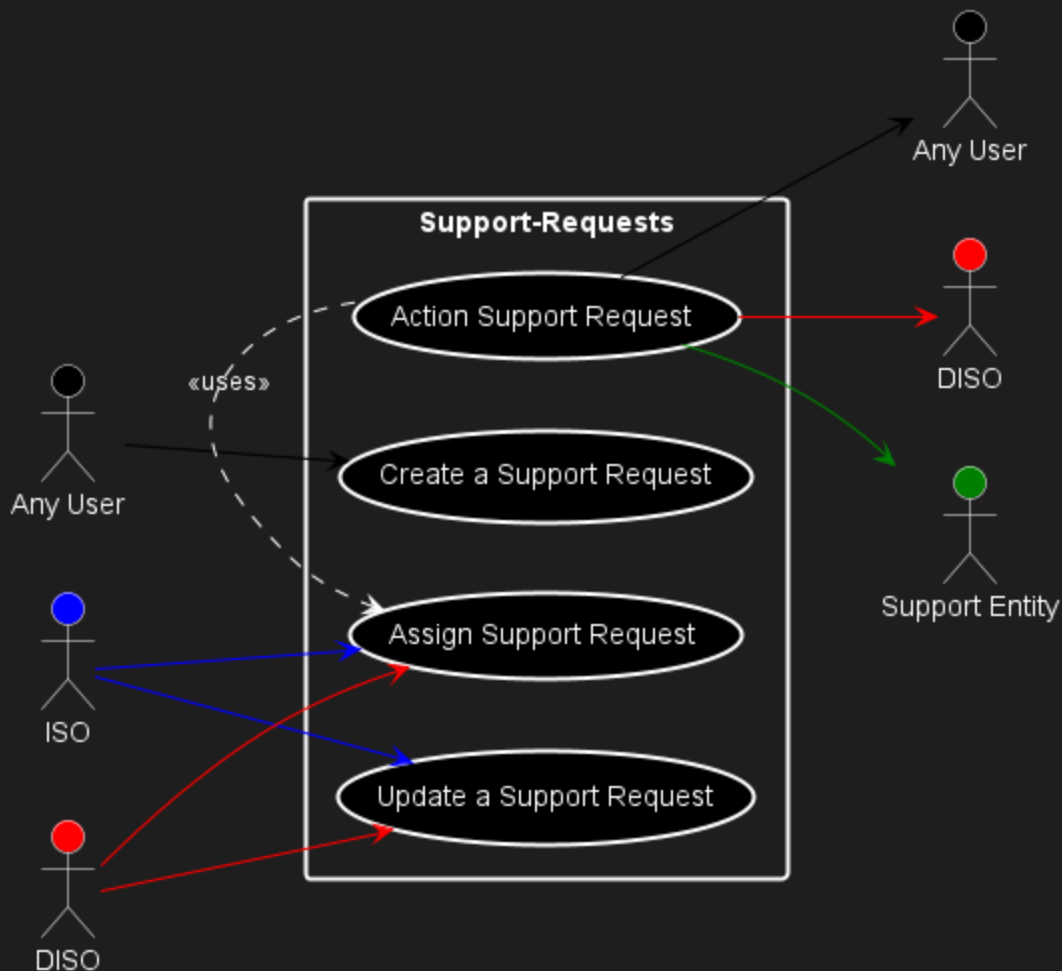 Any User
Support-Requests
Action Support Request
DISO
«uses»
Create a Support Request
Any User
Support Entity
Assign Support Request
ISO
Update a Support Request
DISO